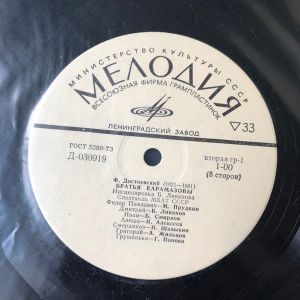 МИНИСТЕРСТВО КУЛЬТУРЫ СССР
МЕЛОДИЯ
ВСЕСОЮЗНАЯ ФИРМА ГРАМПЛАСТИНОК
▽33
ЛЕНИНГРАДСКИЙ ЗАВОД
ГОСТ 5289-73
Д-030919
вторая гр-1
1-00
(8 сторон)
Ф. Достоевский (1821—1881)
БРАТЬЯ КАРАМАЗОВЫ
Инсценировка Б. Ливанова
Спектакль МХАТ СССР
Федор Павлович—М. Прудкин
Дмитрий—Б. Ливанов
Иван—Б. Смирнов
Алеша—Н. Алексеев
Смердяков—В. Шавыкин
Григорий—А. Жильцов
Грушенька—Г. Попова